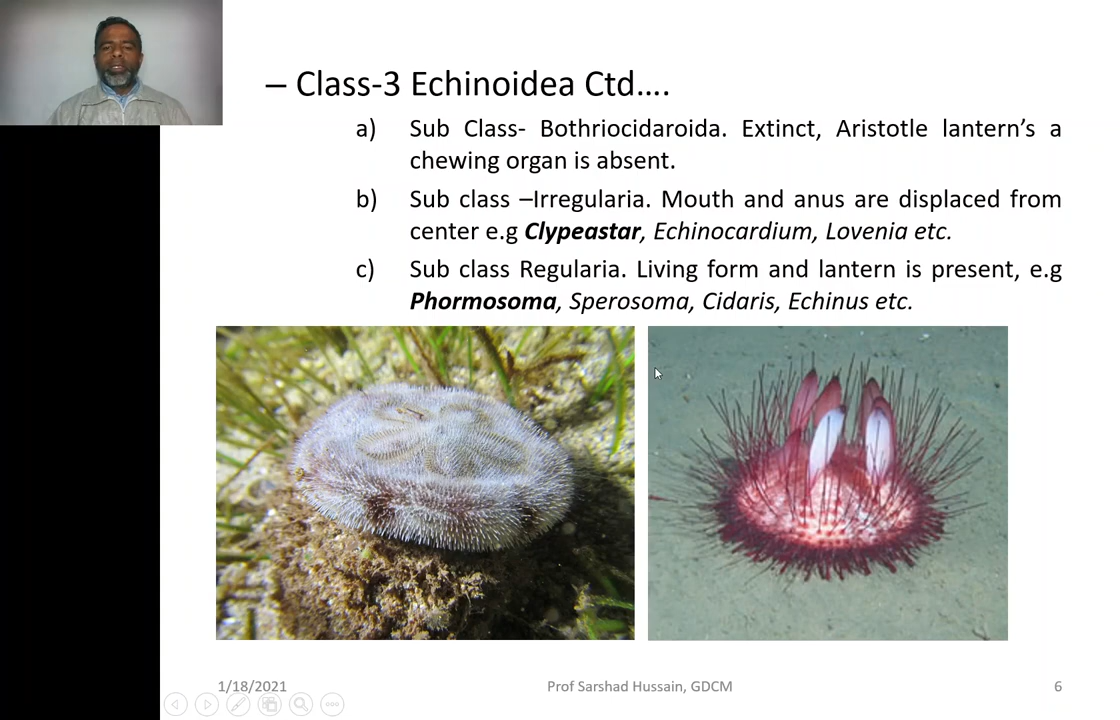 – Class-3 Echinoidea Ctd….
a) Sub Class- Bothriocidaroida. Extinct, Aristotle lantern’s a
chewing organ is absent.
b) Sub class –Irregularia. Mouth and anus are displaced from
center e.g Clypeastar, Echinocardium, Lovenia etc.
c) Sub class Regularia. Living form and lantern is present, e.g
Phormosoma, Sperosoma, Cidaris, Echinus etc.
1/18/2021 Prof Sarshad Hussain, GDCM 6